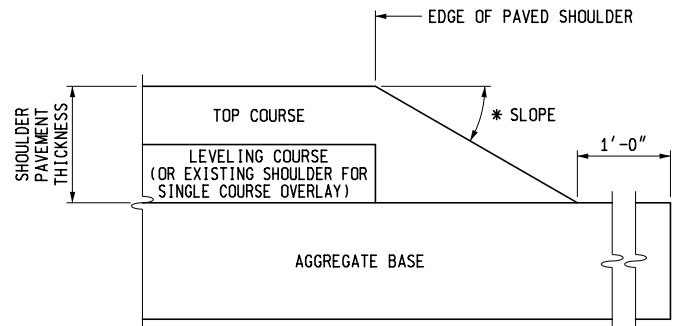 EDGE OF PAVED SHOULDER
TOP COURSE
* SLOPE
SHOULDER
PAVEMENT
THICKNESS
1'-0"
LEVELING COURSE
(OR EXISTING SHOULDER FOR
SINGLE COURSE OVERLAY)
AGGREGATE BASE